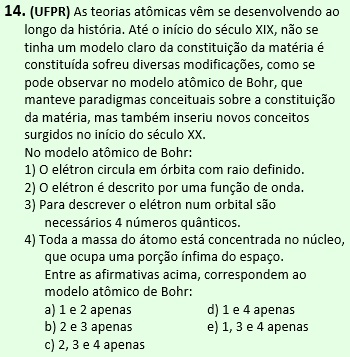 14. (UFPR) As teorias atômicas vêm se desenvolvendo ao
longo da história. Até o início do século XIX, não se
tinha um modelo claro da constituição da matéria é
constituída sofreu diversas modificações, como se
pode observar no modelo atômico de Bohr, que
manteve paradigmas conceituais sobre a constituição
da matéria, mas também inseriu novos conceitos
surgidos no início do século XX.
No modelo atômico de Bohr:
1) O elétron circula em órbita com raio definido.
2) O elétron é descrito por uma função de onda.
3) Para descrever o elétron num orbital são
necessários 4 números quânticos.
4) Toda a massa do átomo está concentrada no núcleo,
que ocupa uma porção ínfima do espaço.
Entre as afirmativas acima, correspondem ao
modelo atômico de Bohr:
a) 1 e 2 apenas d) 1 e 4 apenas
b) 2 e 3 apenas e) 1, 3 e 4 apenas
c) 2, 3 e 4 apenas